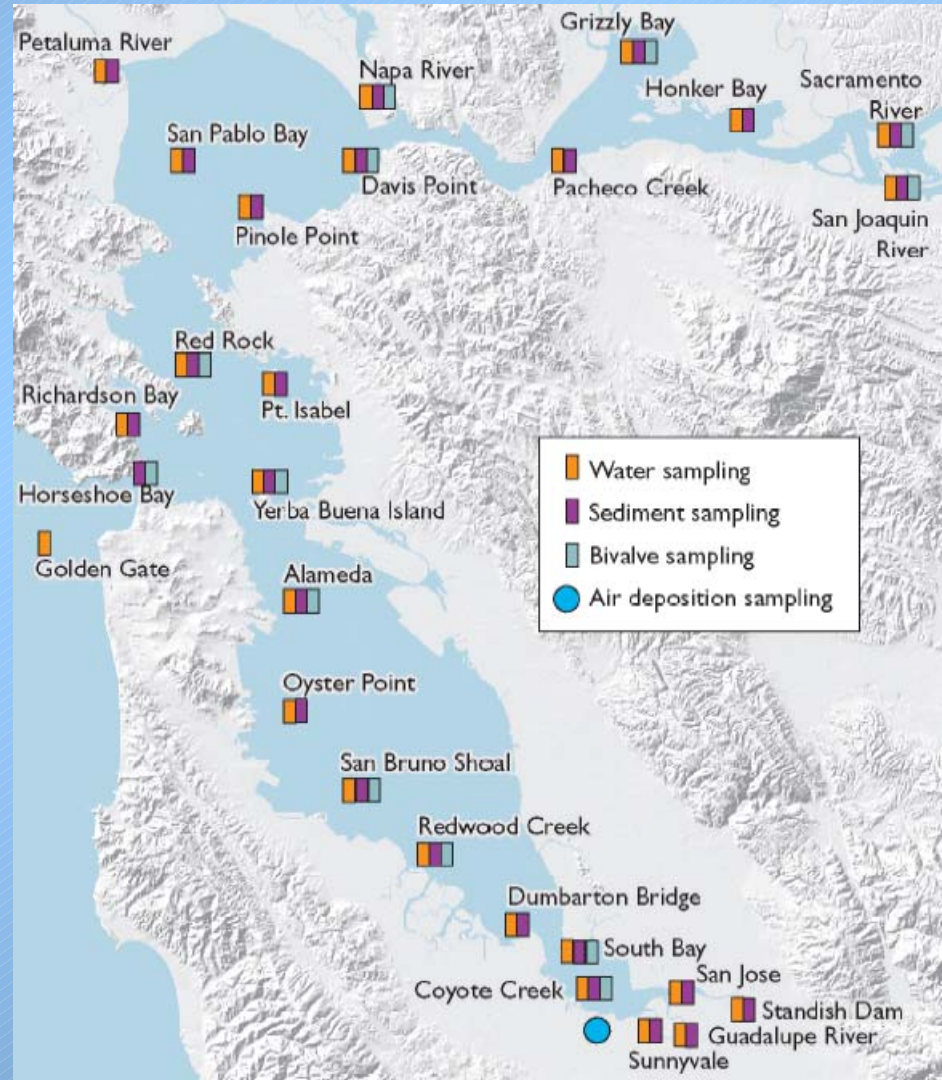 Petaluma River
Napa River
Grizzly Bay
Honker Bay
Sacramento
River
San Pablo Bay
Davis Point
Pacheco Creek
San Joaquin
River
Pinole Point
Red Rock
Richardson Bay
Pt. Isabel
Horseshoe Bay
Yerba Buena Island
Golden Gate
Water sampling
Sediment sampling
Bivalve sampling
Air deposition sampling
Alameda
Oyster Point
San Bruno Shoal
Redwood Creek
Dumbarton Bridge
South Bay
San Jose
Coyote Creek
Standish Dam
Guadalupe River
Sunnyvale